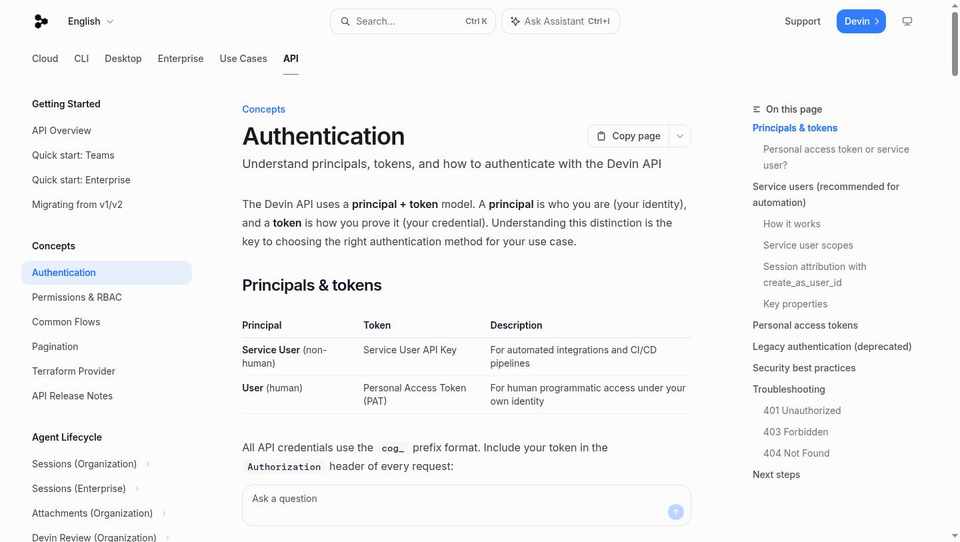 English
Search...
Ctrl K
Ask Assistant Ctrl+I
Support
Devin
Cloud
CLI
Desktop
Enterprise
Use Cases
API
Getting Started
API Overview
Quick start: Teams
Quick start: Enterprise
Migrating from v1/v2
Concepts
Authentication
Permissions & RBAC
Common Flows
Pagination
Terraform Provider
API Release Notes
Agent Lifecycle
Sessions (Organization)
Sessions (Enterprise)
Attachments (Organization)
Devin Review (Organization)
Concepts
Authentication
Copy page
Understand principals, tokens, and how to authenticate with the Devin API
The Devin API uses a principal + token model. A principal is who you are (your identity),
and a token is how you prove it (your credential). Understanding this distinction is the
key to choosing the right authentication method for your use case.
Principals & tokens
Principal Token Description
Service User (non-
human)
Service User API Key
For automated integrations and CI/CD
pipelines
User (human)
Personal Access Token
(PAT)
For human programmatic access under your
own identity
All API credentials use the cog_ prefix format. Include your token in the
Authorization header of every request:
Ask a question
On this page
Principals & tokens
Personal access token or service
user?
Service users (recommended for
automation)
How it works
Service user scopes
Session attribution with
create_as_user_id
Key properties
Personal access tokens
Legacy authentication (deprecated)
Security best practices
Troubleshooting
401 Unauthorized
403 Forbidden
404 Not Found
Next steps